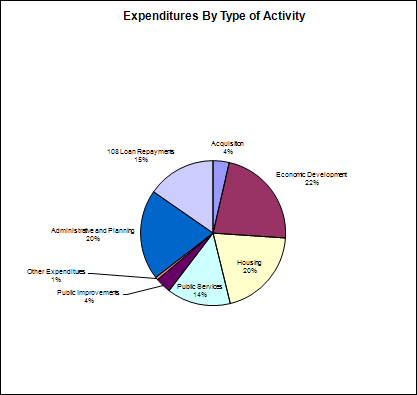 Expenditures By Type of Activity
Acquisition
4%
108 Loan Repayments
15%
Economic Development
22%
Administrative and Planning
20%
Housing
20%
Other Expenditures
1%
Public Services
14%
Public Improvements
4%